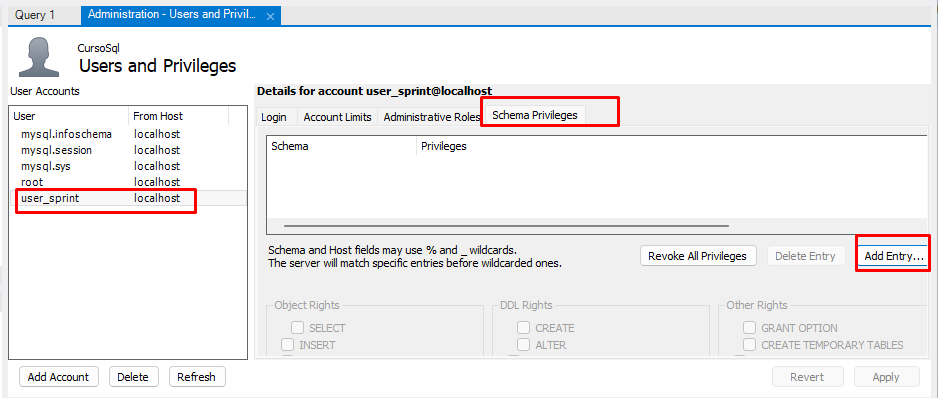 Query 1
Administration - Users and Privil... ×
CursoSql
Users and Privileges
User Accounts
User From Host
mysql.infoschema localhost
mysql.session localhost
mysql.sys localhost
root localhost
user_sprint localhost
Add Account Delete Refresh
Details for account user_sprint@localhost
Login Account Limits Administrative Roles Schema Privileges
Schema Privileges
Schema and Host fields may use % and _ wildcards.
The server will match specific entries before wildcarded ones.
Revoke All Privileges Delete Entry Add Entry...
Object Rights DDL Rights Other Rights
SELECT CREATE GRANT OPTION
INSERT ALTER CREATE TEMPORARY TABLES
Revert Apply